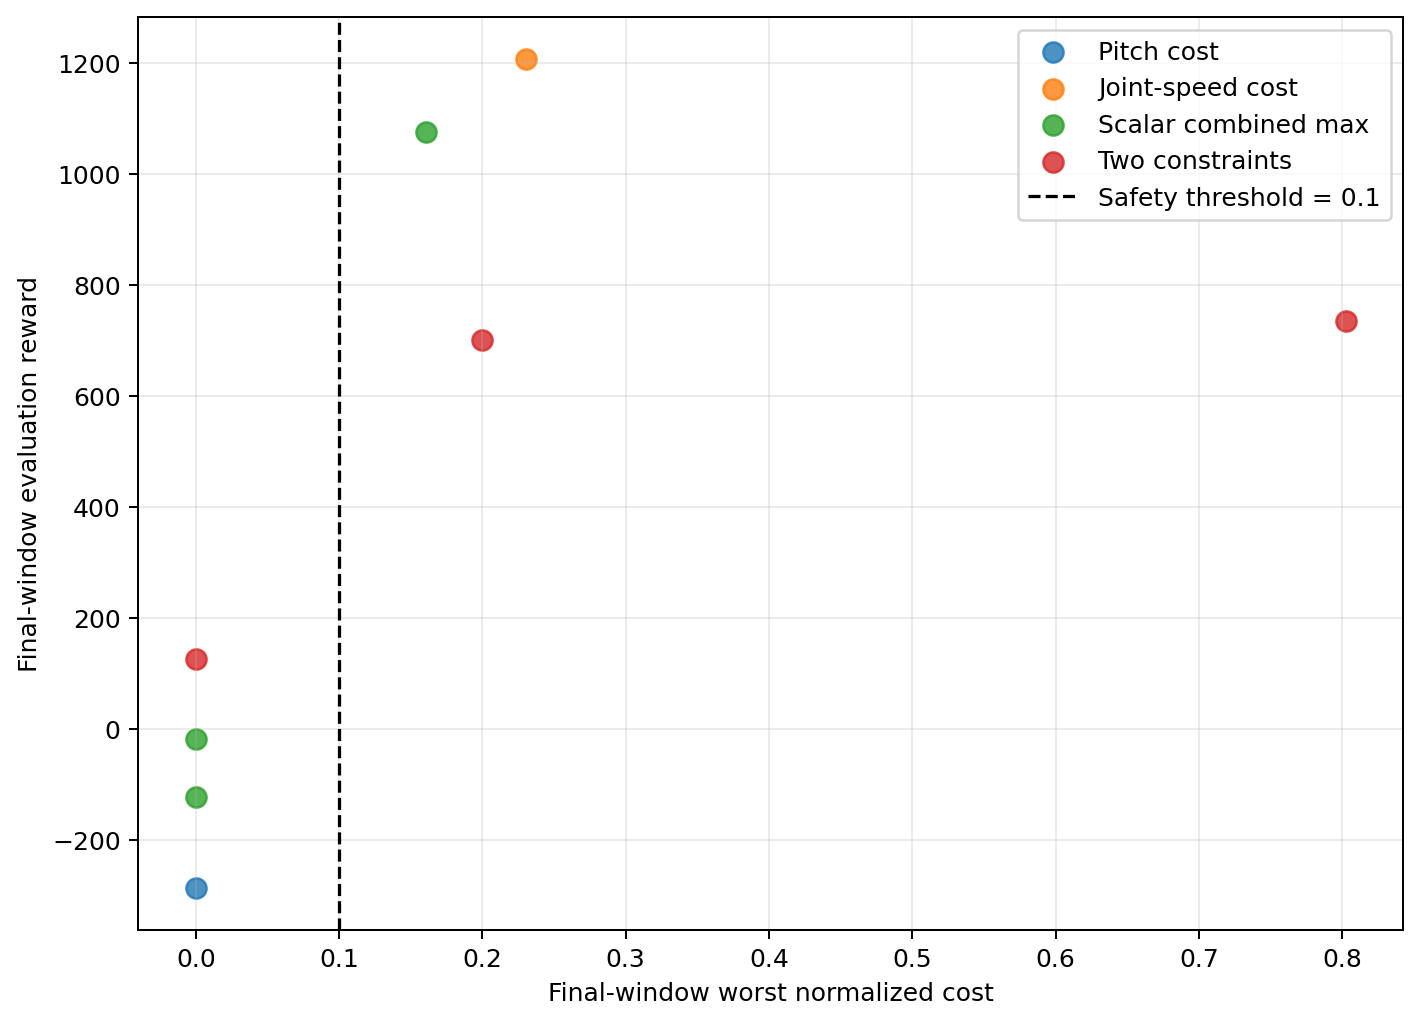 1200
1000
800
600
400
200
0
−200
Final-window evaluation reward
Pitch cost
Joint-speed cost
Scalar combined max
Two constraints
Safety threshold = 0.1
0.0 0.1 0.2 0.3 0.4 0.5 0.6 0.7 0.8
Final-window worst normalized cost